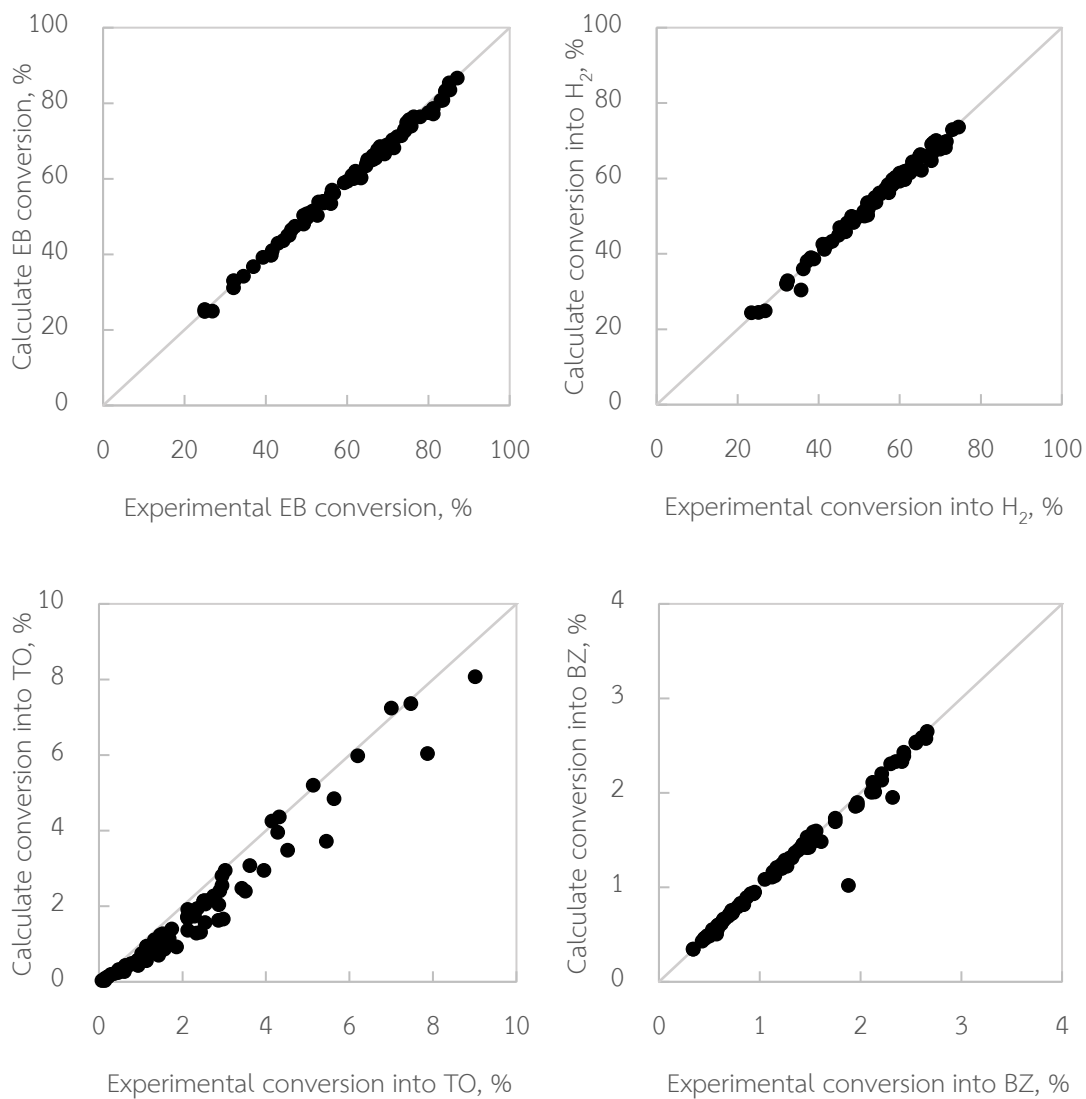 Calculate EB conversion, %
100
80
60
40
20
0
0 20 40 60 80 100
Experimental EB conversion, %
Calculate conversion into H₂, %
100
80
60
40
20
0
0 20 40 60 80 100
Experimental conversion into H₂, %
Calculate conversion into TO, %
10
8
6
4
2
0
0 2 4 6 8 10
Experimental conversion into TO, %
Calculate conversion into BZ, %
4
3
2
1
0
0 1 2 3 4
Experimental conversion into BZ, %